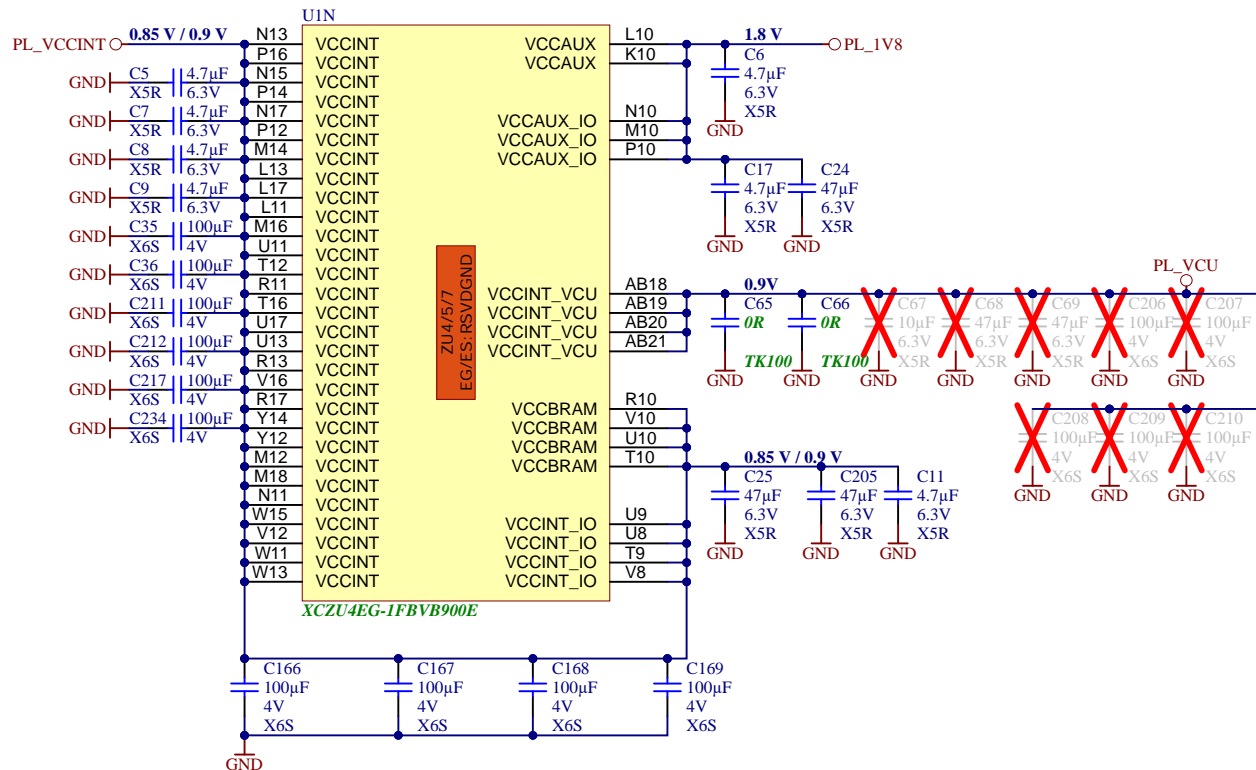 U1N
PL_VCCINT
0.85 V / 0.9 V
N13 VCCINT
P16 VCCINT
N15 VCCINT
P14 VCCINT
N17 VCCINT
P12 VCCINT
M14 VCCINT
L13 VCCINT
L17 VCCINT
L11 VCCINT
M16 VCCINT
U11 VCCINT
T12 VCCINT
R11 VCCINT
T16 VCCINT
U17 VCCINT
U13 VCCINT
R13 VCCINT
V16 VCCINT
R17 VCCINT
Y14 VCCINT
Y12 VCCINT
M12 VCCINT
M18 VCCINT
N11 VCCINT
W15 VCCINT
V12 VCCINT
W11 VCCINT
W13 VCCINT
GND C5 4.7µF
X5R 6.3V
GND C7 4.7µF
X5R 6.3V
GND C8 4.7µF
X5R 6.3V
GND C9 4.7µF
X5R 6.3V
GND C35 100µF
X6S 4V
GND C36 100µF
X6S 4V
GND C211 100µF
X6S 4V
GND C212 100µF
X6S 4V
GND C217 100µF
X6S 4V
GND C234 100µF
X6S 4V
ZU4/5/7
EG/ES:RSVDGND
VCCAUX L10
VCCAUX K10
VCCAUX_IO N10
VCCAUX_IO M10
VCCAUX_IO P10
VCCINT_VCU AB18
VCCINT_VCU AB19
VCCINT_VCU AB20
VCCINT_VCU AB21
VCCBRAM R10
VCCBRAM V10
VCCBRAM U10
VCCBRAM T10
VCCINT_IO U9
VCCINT_IO U8
VCCINT_IO T9
VCCINT_IO V8
XCZU4EG-1FBVB900E
1.8 V
PL_1V8
C6
4.7µF
6.3V
X5R
GND
C17
4.7µF
6.3V
X5R
GND
C24
47µF
6.3V
X5R
GND
0.9V
PL_VCU
C65
0R
TK100
GND
C66
0R
TK100
GND
C67
10µF
6.3V
X5R
GND
C68
47µF
6.3V
X5R
GND
C69
47µF
6.3V
X5R
GND
C206
100µF
4V
X6S
GND
C207
100µF
4V
X6S
GND
C208
100µF
4V
X6S
GND
C209
100µF
4V
X6S
GND
C210
100µF
4V
X6S
GND
0.85 V / 0.9 V
C25
47µF
6.3V
X5R
GND
C205
47µF
6.3V
X5R
GND
C11
4.7µF
6.3V
X5R
GND
C166
100µF
4V
X6S
C167
100µF
4V
X6S
C168
100µF
4V
X6S
C169
100µF
4V
X6S
GND